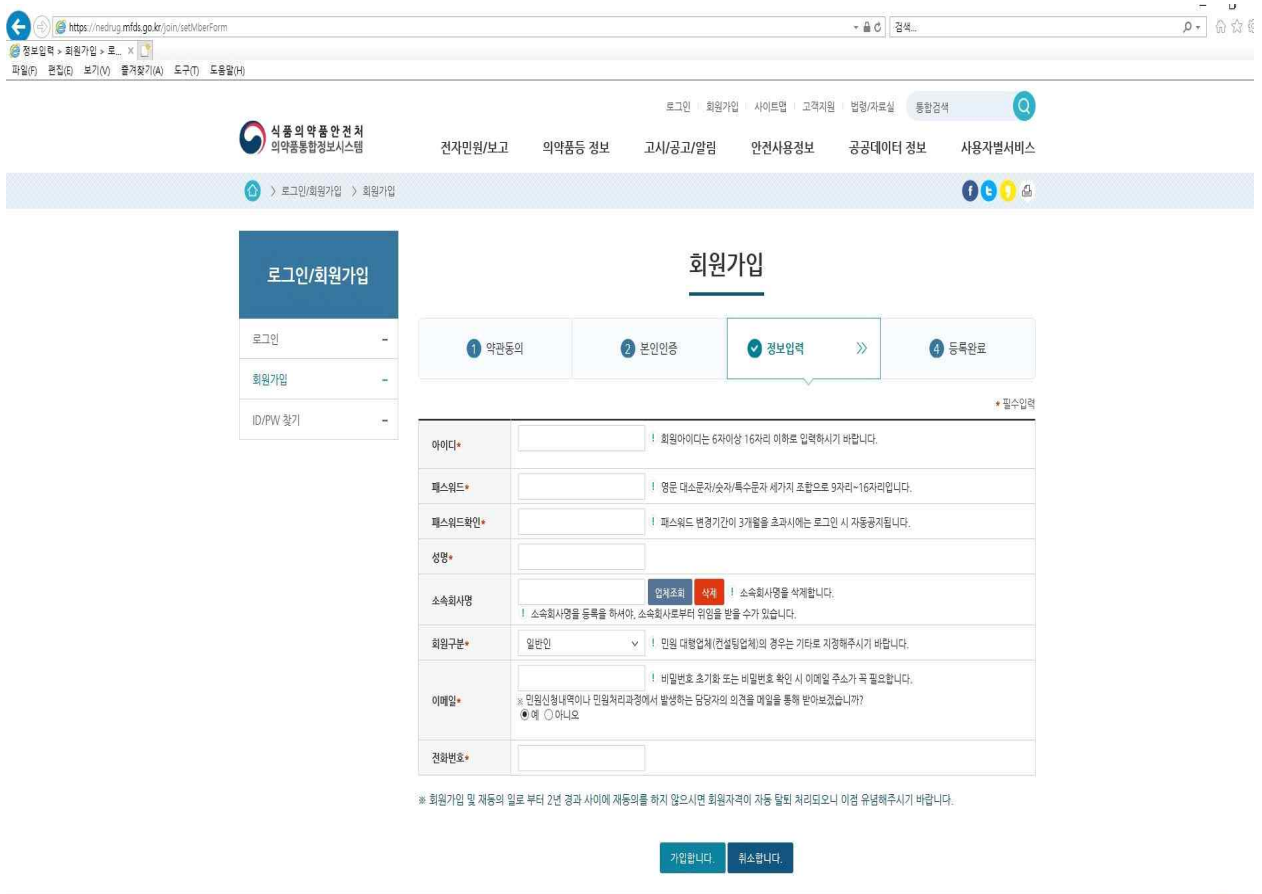 https://nedrug.mfds.go.kr/join/setMberForm
검색...
정보입력 > 회원가입 > 로...
파일(F) 편집(E) 보기(V) 즐겨찾기(A) 도구(T) 도움말(H)
로그인 회원가입 사이트맵 고객지원 법령/자료실 통합검색
식품의약품안전처
의약품통합정보시스템
전자민원/보고 의약품등 정보 고시/공고/알림 안전사용정보 공공데이터 정보 사용자별서비스
> 로그인/회원가입 > 회원가입
로그인/회원가입
회원가입
로그인 -
회원가입 -
ID/PW 찾기 -
1 약관동의
2 본인인증
정보입력
4 등록완료
* 필수입력
아이디* ! 회원아이디는 6자이상 16자리 이하로 입력하시기 바랍니다.
패스워드* ! 영문 대소문자/숫자/특수문자 세가지 조합으로 9자리~16자리입니다.
패스워드확인* ! 패스워드 변경기간이 3개월을 초과시에는 로그인 시 자동공지됩니다.
성명*
소속회사명 업체조회 삭제 ! 소속회사명을 삭제합니다.
! 소속회사명을 등록을 하셔야, 소속회사로부터 위임을 받을 수가 있습니다.
회원구분* 일반인 ! 민원 대행업체(컨설팅업체)의 경우는 기타로 지정해주시기 바랍니다.
이메일* ! 비밀번호 초기화 또는 비밀번호 확인 시 이메일 주소가 꼭 필요합니다.
※ 민원신청내역이나 민원처리과정에서 발생하는 담당자의 의견을 메일을 통해 받아보겠습니까?
예 아니오
전화번호*
※ 회원가입 및 재동의 일로 부터 2년 경과 사이에 재동의를 하지 않으시면 회원자격이 자동 탈퇴 처리되오니 이점 유념해주시기 바랍니다.
가입합니다. 취소합니다.